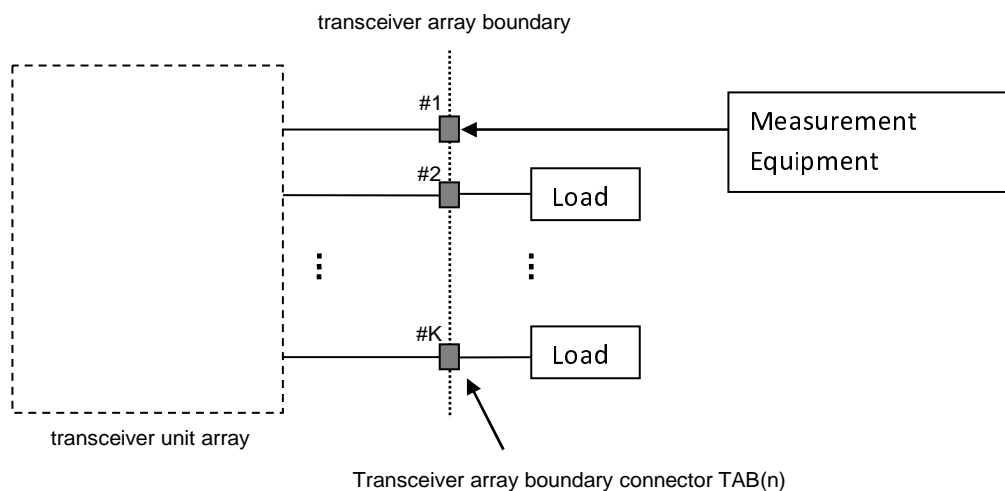 transceiver array boundary
#1
Measurement
Equipment
#2
Load
#K
Load
transceiver unit array
Transceiver array boundary connector TAB(n)